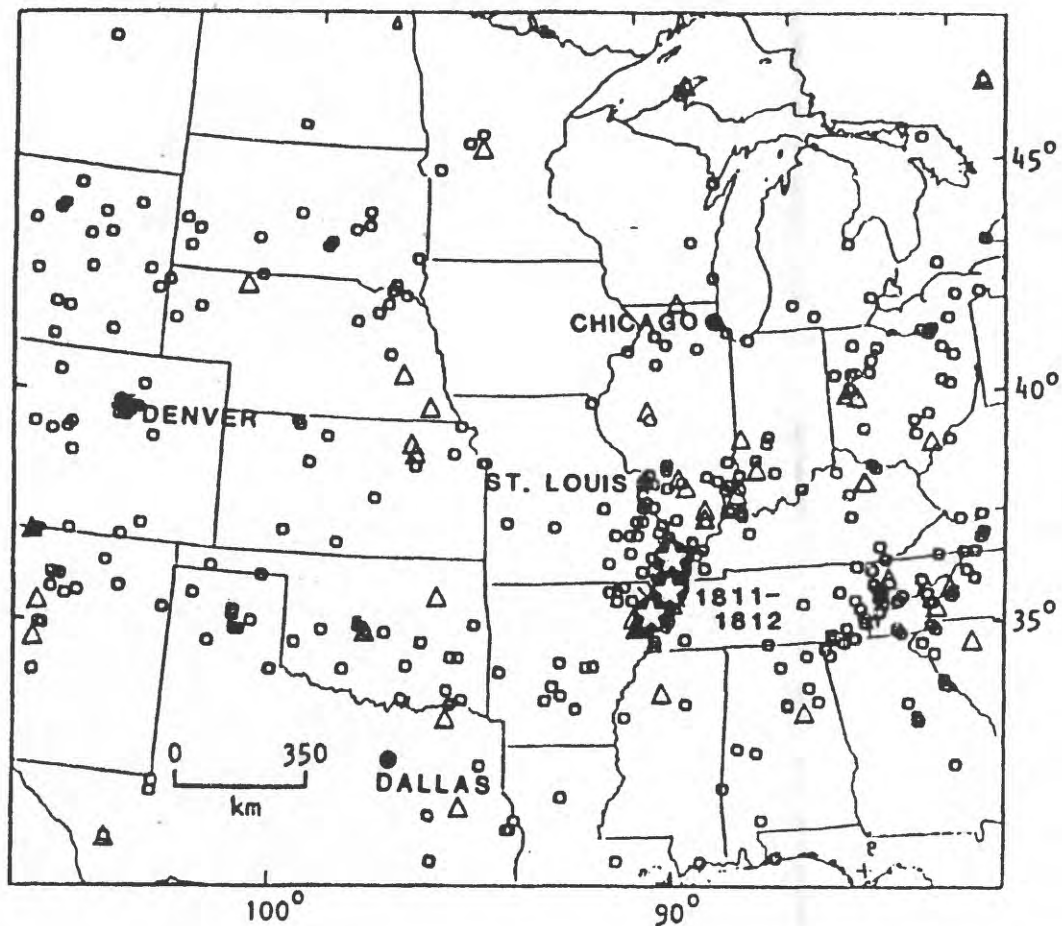 45°
CHICAGO
40°
DENVER
ST. LOUIS
1811-
1812
35°
0 350
km
DALLAS
100° 90°